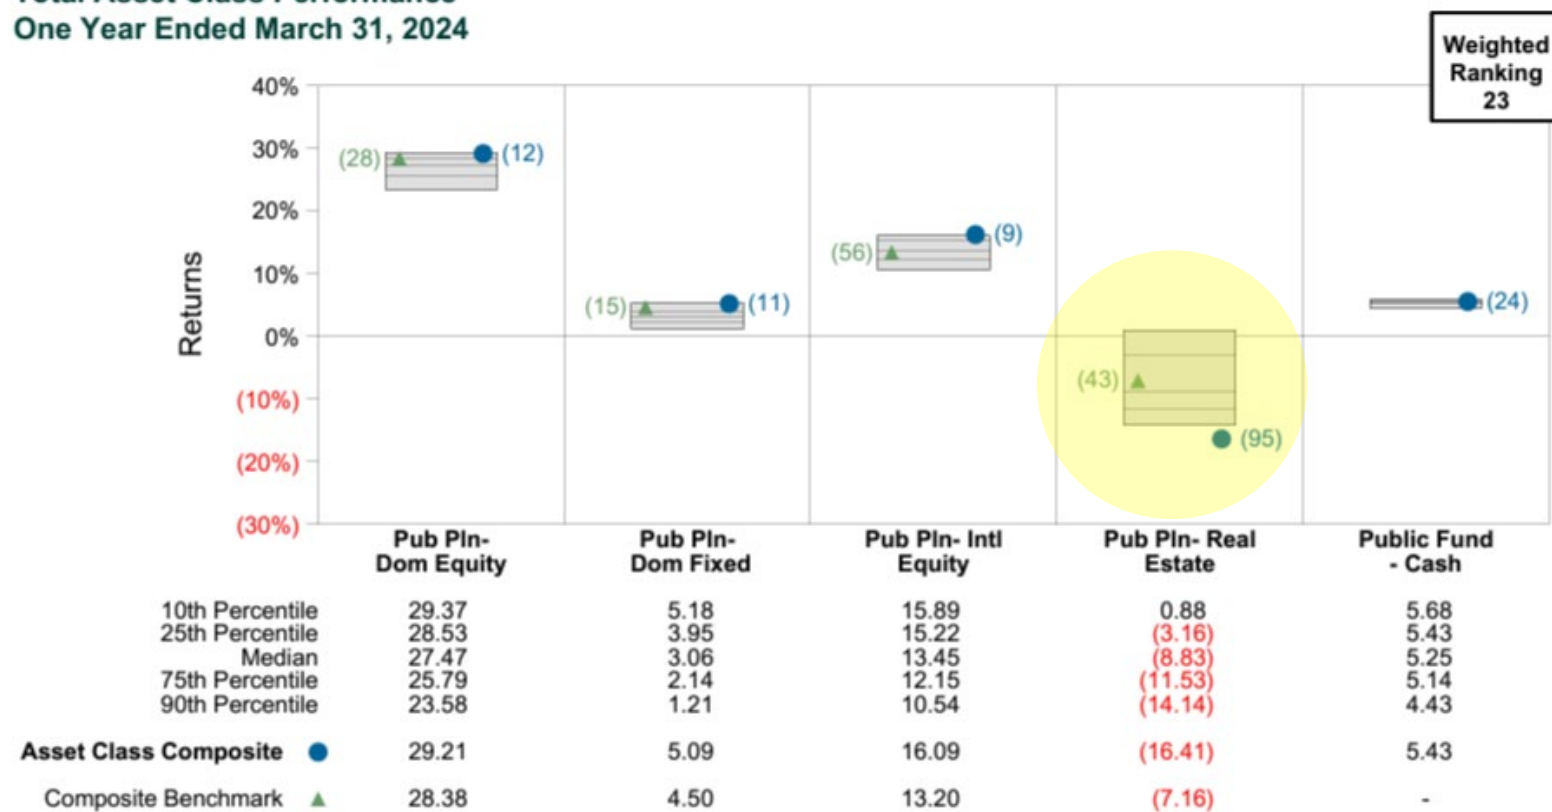 Total Asset Class Performance
One Year Ended March 31, 2024
Weighted
Ranking
23
Returns
40%
30%
20%
10%
0%
(10%)
(20%)
(30%)
(28)
(12)
(15)
(11)
(56)
(9)
(43)
(95)
(24)
Pub Pln- Pub Pln- Pub Pln- Intl Pub Pln- Real Public Fund
Dom Equity Dom Fixed Equity Estate - Cash
10th Percentile 29.37 5.18 15.89 0.88 5.68
25th Percentile 28.53 3.95 15.22 (3.16) 5.43
Median 27.47 3.06 13.45 (8.83) 5.25
75th Percentile 25.79 2.14 12.15 (11.53) 5.14
90th Percentile 23.58 1.21 10.54 (14.14) 4.43
Asset Class Composite 29.21 5.09 16.09 (16.41) 5.43
Composite Benchmark 28.38 4.50 13.20 (7.16) -